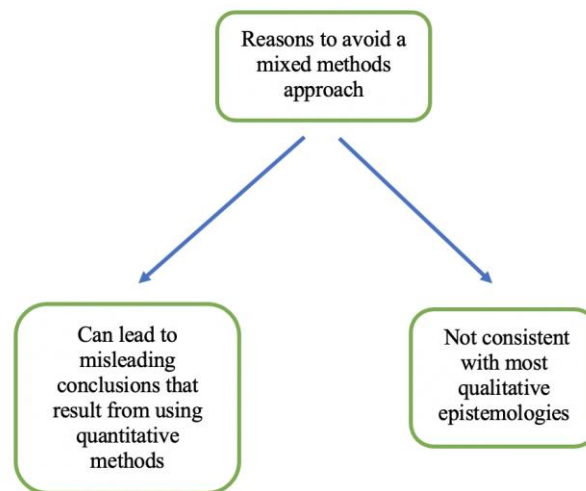 Reasons to avoid a
mixed methods
approach
Can lead to
misleading
conclusions that
result from using
quantitative
methods
Not consistent
with most
qualitative
epistemologies